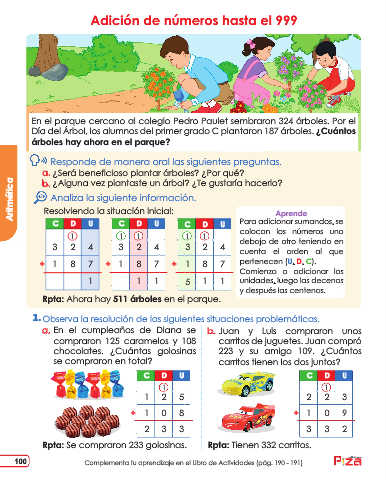 Adición de números hasta el 999
En el parque cercano al colegio Pedro Paulet sembraron 324 árboles. Por el
Día del Árbol, los alumnos del primer grado C plantaron 187 árboles. ¿Cuántos
árboles hay ahora en el parque?
Responde de manera oral las siguientes preguntas.
a. ¿Será beneficioso plantar árboles? ¿Por qué?
b. ¿Alguna vez plantaste un árbol? ¿Te gustaría hacerlo?
Analiza la siguiente información.
Resolviendo la situación inicial:
C D U C D U C D U
1 1 1 1 1
3 2 4 3 2 4 3 2 4
+ 1 8 7 + 1 8 7 + 1 8 7
1 1 1 5 1 1
Rpta: Ahora hay 511 árboles en el parque.
Aprende
Para adicionar sumandos, se
colocan los números uno
debajo de otro teniendo en
cuenta el orden al que
pertenecen (U, D, C).
Comienza a adicionar las
unidades, luego las decenas
y después las centenas.
1. Observa la resolución de las siguientes situaciones problemáticas.
a. En el cumpleaños de Diana se
compraron 125 caramelos y 108
chocolates. ¿Cuántas golosinas
se compraron en total?
C D U
1
1 2 5
+ 1 0 8
2 3 3
Rpta: Se compraron 233 golosinas.
b. Juan y Luis compraron unos
carritos de juguetes. Juan compró
223 y su amigo 109. ¿Cuántos
carritos tienen los dos juntos?
C D U
1
2 2 3
+ 1 0 9
3 3 2
Rpta: Tienen 332 carritos.
Aritmética
100
Complementa tu aprendizaje en el Libro de Actividades (pág. 190 - 191)